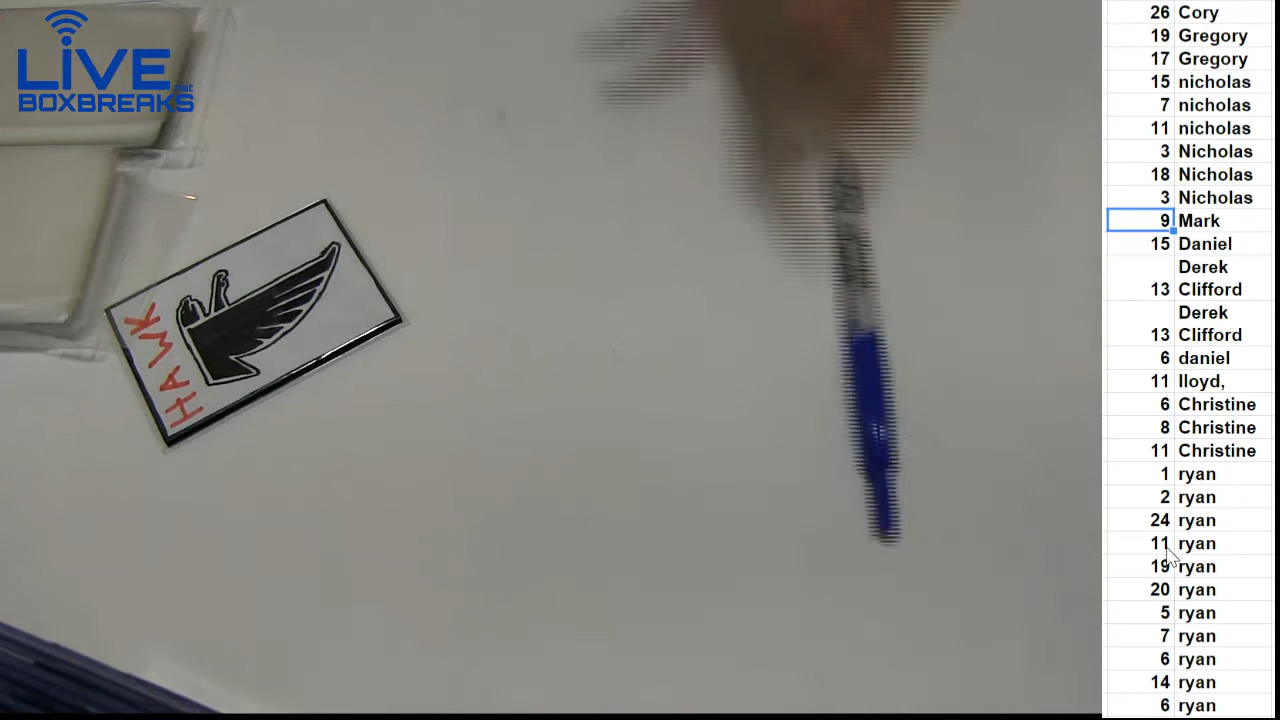 LiVE
.net
BOXBREAKS
HAWK
26 Cory
19 Gregory
17 Gregory
15 nicholas
7 nicholas
11 nicholas
3 Nicholas
18 Nicholas
3 Nicholas
9 Mark
15 Daniel
Derek
13 Clifford
Derek
13 Clifford
6 daniel
11 lloyd,
6 Christine
8 Christine
11 Christine
1 ryan
2 ryan
24 ryan
11 ryan
19 ryan
20 ryan
5 ryan
7 ryan
6 ryan
14 ryan
6 ryan